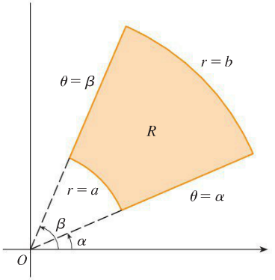 θ = β
r = b
R
r = a
θ = α
β
α
O